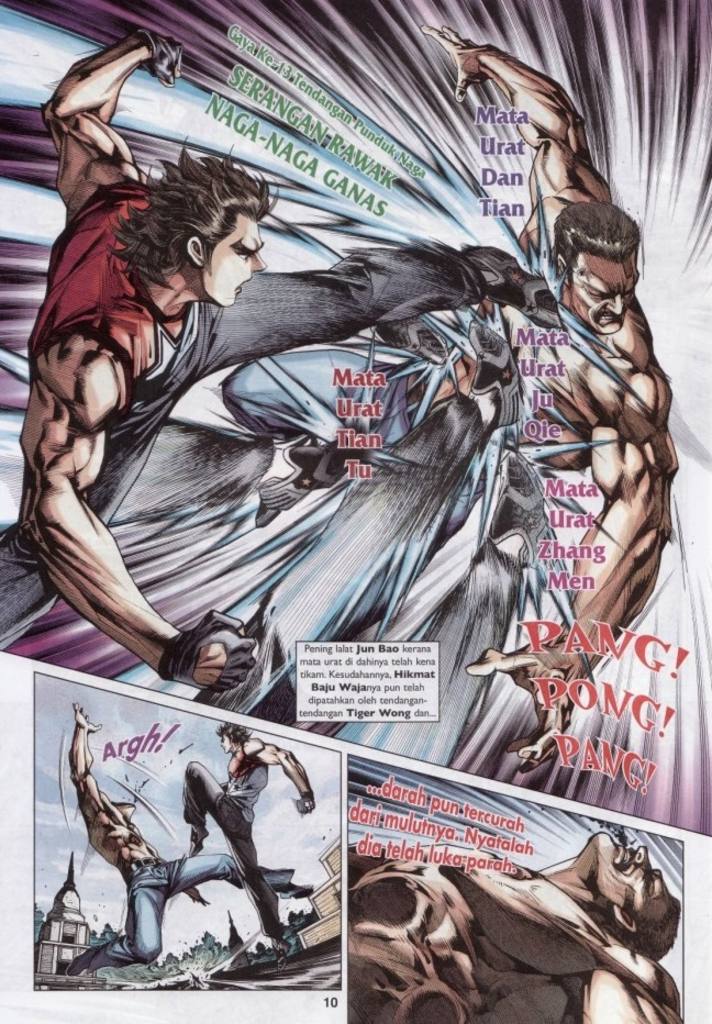 Gaya Ke-13 Tendangan Punduk Naga
SERANGAN RAWAK
NAGA-NAGA GANAS
Mata
Urat
Dan
Tian
Mata
Urat
Ju
Qie
Mata
Urat
Tian
Tu
Mata
Urat
Zhang
Men
PANG!
PONG!
PANG!
Pening lalat Jun Bao kerana
mata urat di dahinya telah kena
tikam. Kesudahannya, Hikmat
Baju Wajanya pun telah
dipatahkan oleh tendangan-
tendangan Tiger Wong dan...
Argh!
...darah pun tercurah
dari mulutnya. Nyatalah
dia telah luka parah.
10